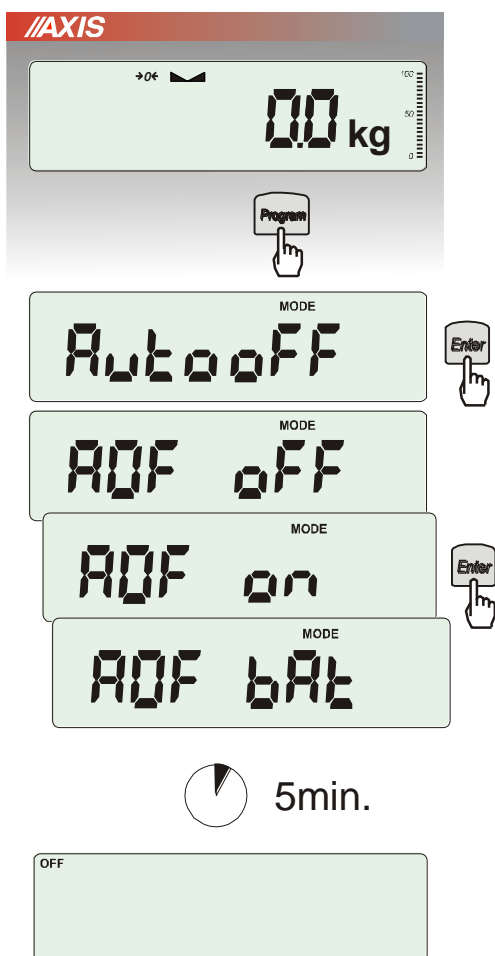 AXIS
→0←
100
0.0 kg
50
0
Program
MODE
AutooFF
Enter
MODE
AOF oFF
MODE
AOF on
Enter
MODE
AOF bAt
5min.
OFF